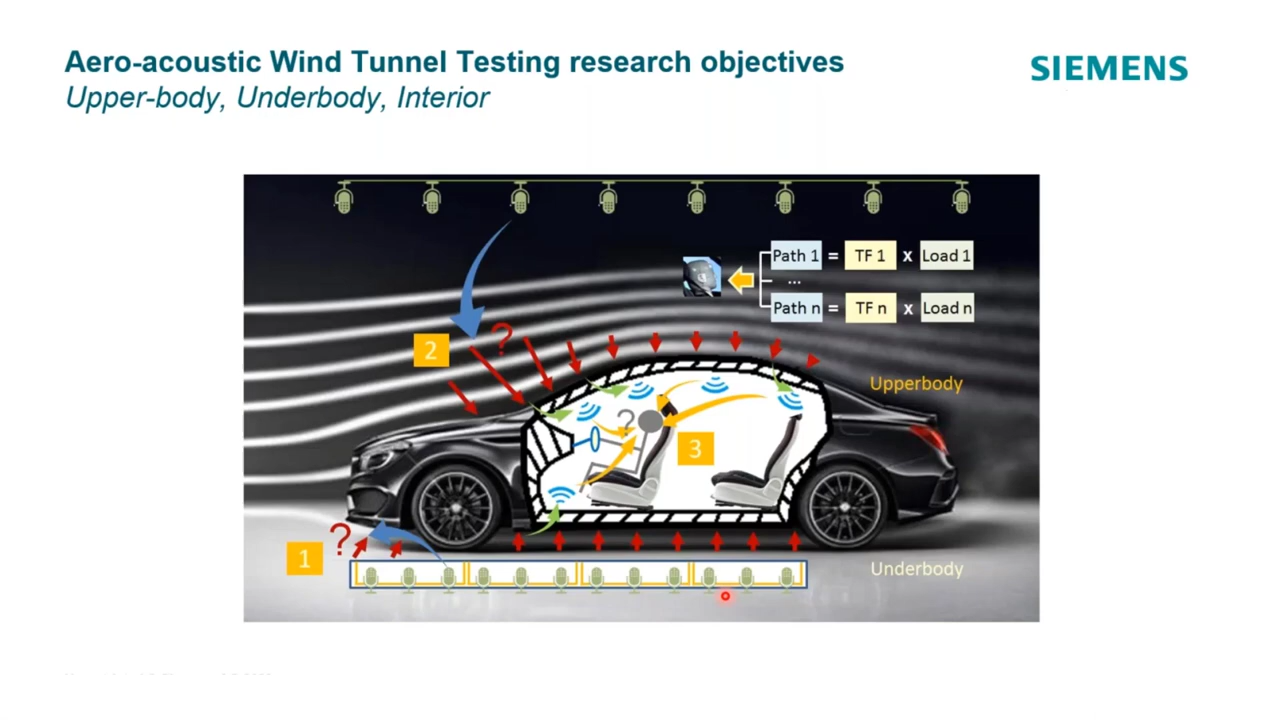 Aero-acoustic Wind Tunnel Testing research objectives
SIEMENS
Upper-body, Underbody, Interior
Path 1 = TF 1 x Load 1
...
Path n = TF n x Load n
?
2
Upperbody
?
3
?
1
Underbody